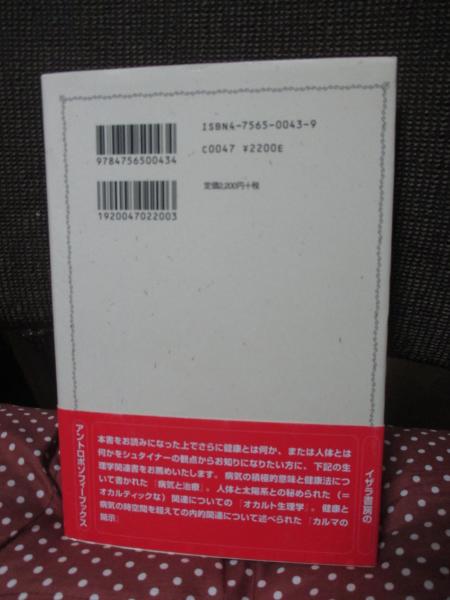 ISBN4-7565-0043-9
9784756500434
C0047 ¥2200E
定価2,200円+税
1920047022003
イザラ書房の
アントロポゾフィーブックス
本書をお読みになった上でさらに健康とは何か、または人体とは
何かをシュタイナーの観点からお知りになりたい方に、下記の生
理学関連書をお薦めいたします。病気の積極的意味と健康法につ
いて書かれた『病気と治療』。人体と太陽系との秘められた(=
オカルティックな)関連についての『オカルト生理学』。健康と
病気の時空間を超えての内的関連について述べられた『カルマの
開示』